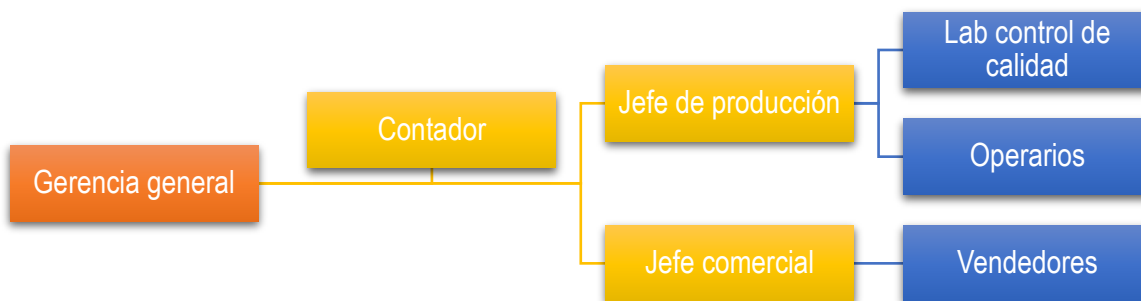 Gerencia general
Contador
Jefe de producción
Lab control de
calidad
Operarios
Jefe comercial
Vendedores